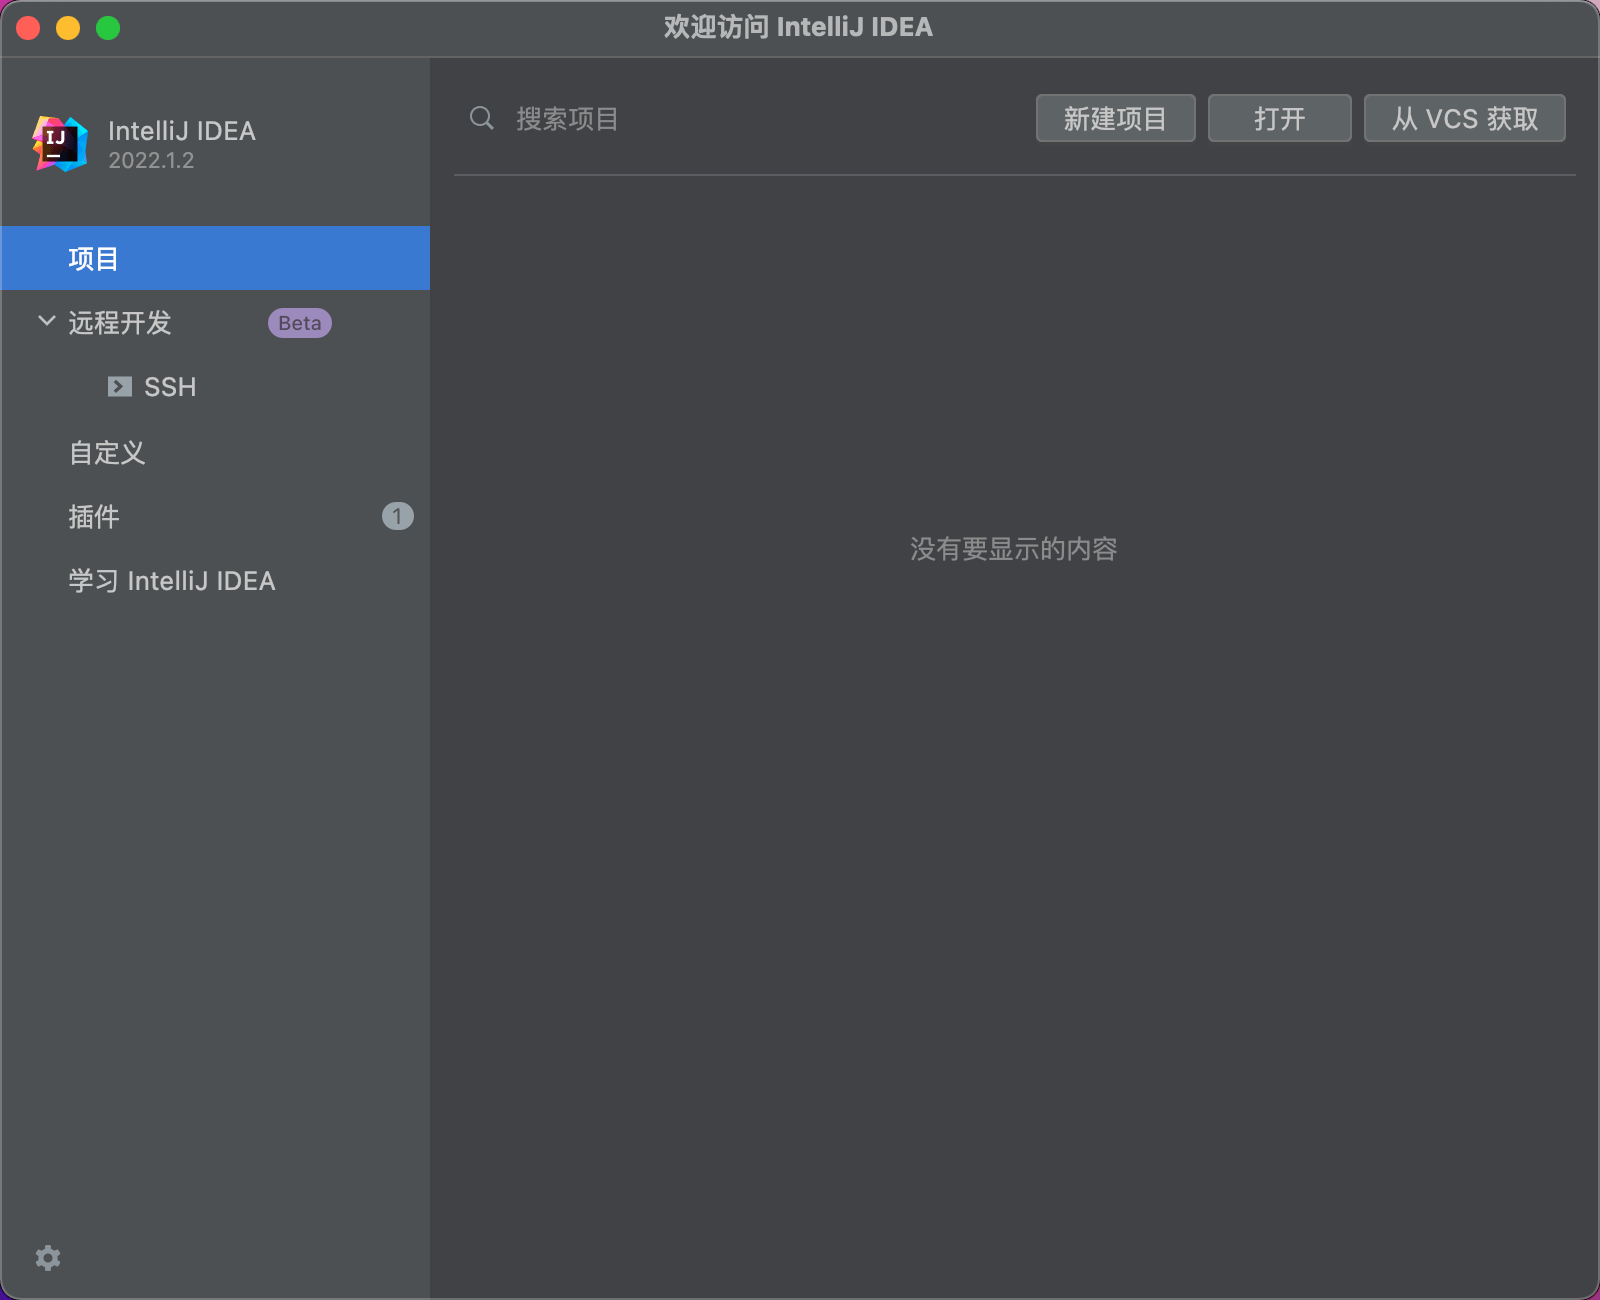 欢迎访问 IntelliJ IDEA
IJ
IntelliJ IDEA
2022.1.2
项目
远程开发 Beta
SSH
自定义
插件 1
学习 IntelliJ IDEA
搜索项目 新建项目 打开 从 VCS 获取
没有要显示的内容